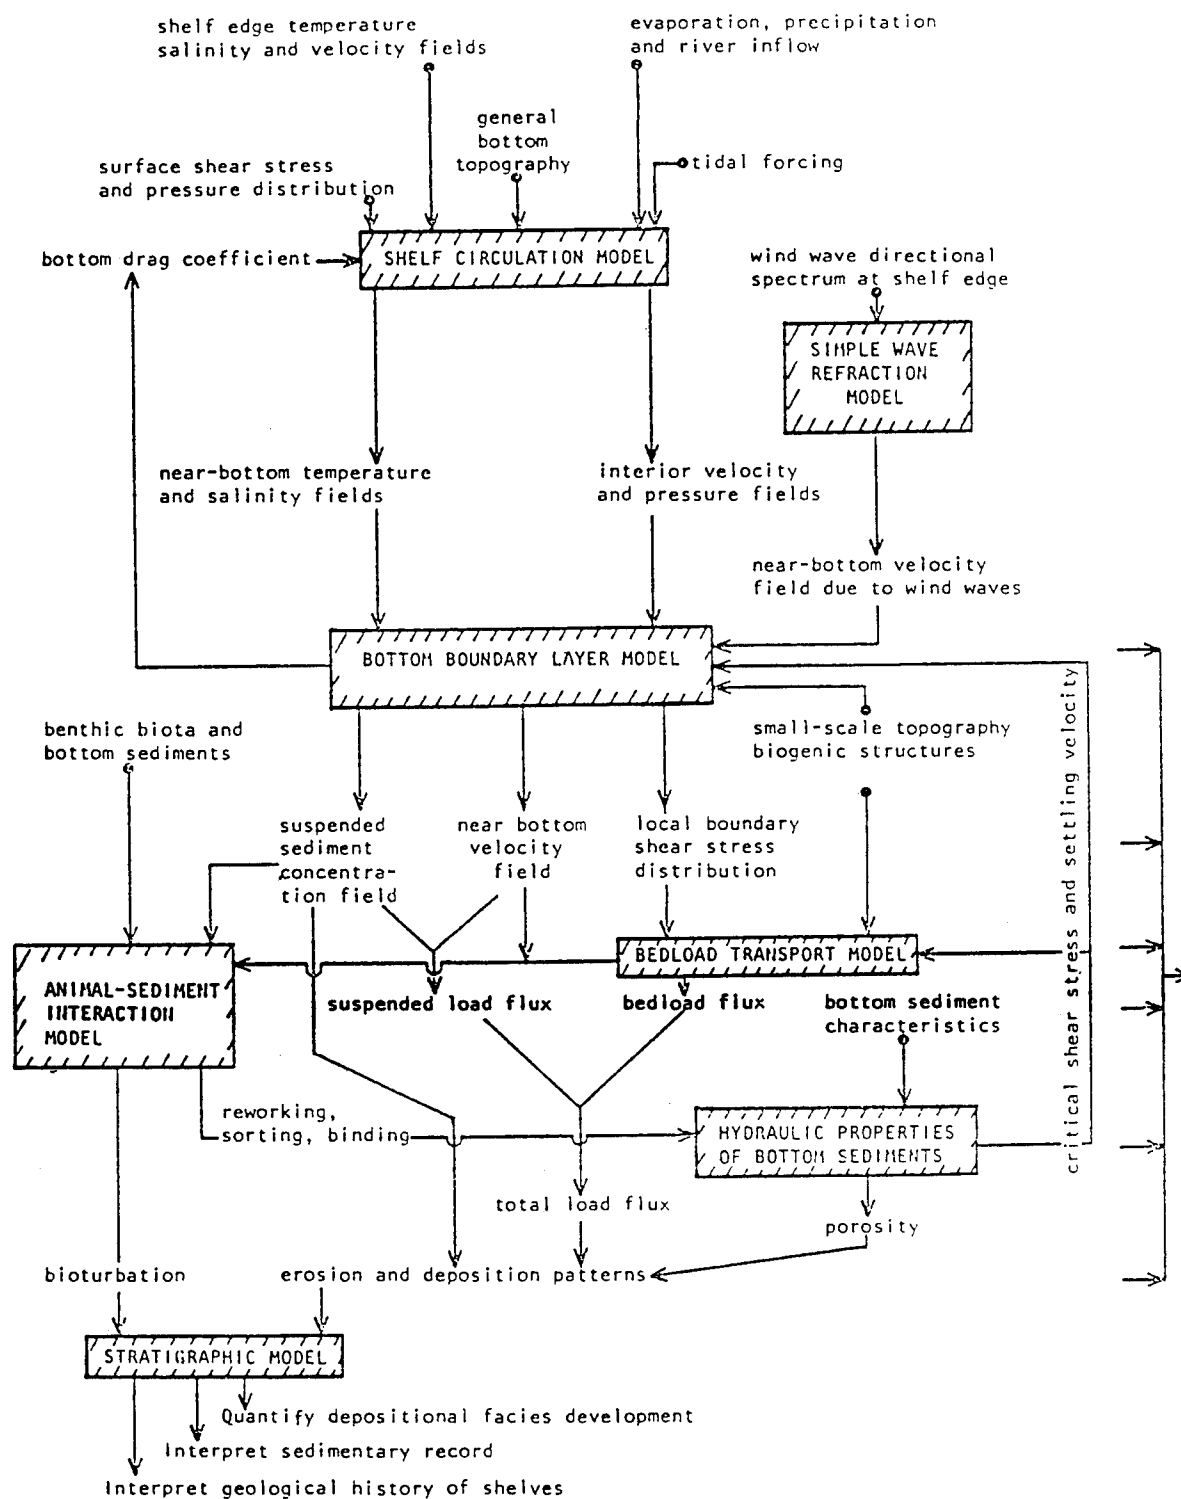 shelf edge temperature
salinity and velocity fields
evaporation, precipitation
and river inflow
general
bottom
topography
surface shear stress
and pressure distribution
tidal forcing
bottom drag coefficient
SHELF CIRCULATION MODEL
wind wave directional
spectrum at shelf edge
SIMPLE WAVE
REFRACTION
MODEL
near-bottom temperature
and salinity fields
interior velocity
and pressure fields
near-bottom velocity
field due to wind waves
BOTTOM BOUNDARY LAYER MODEL
benthic biota and
bottom sediments
small-scale topography
biogenic structures
critical shear stress and settling velocity
suspended
sediment
concentra-
tion field
near bottom
velocity
field
local boundary
shear stress
distribution
BEDLOAD TRANSPORT MODEL
ANIMAL-SEDIMENT
INTERACTION
MODEL
suspended load flux
bedload flux
bottom sediment
characteristics
reworking,
sorting, binding
HYDRAULIC PROPERTIES
OF BOTTOM SEDIMENTS
total load flux
porosity
bioturbation
erosion and deposition patterns
STRATIGRAPHIC MODEL
Quantify depositional facies development
Interpret sedimentary record
Interpret geological history of shelves